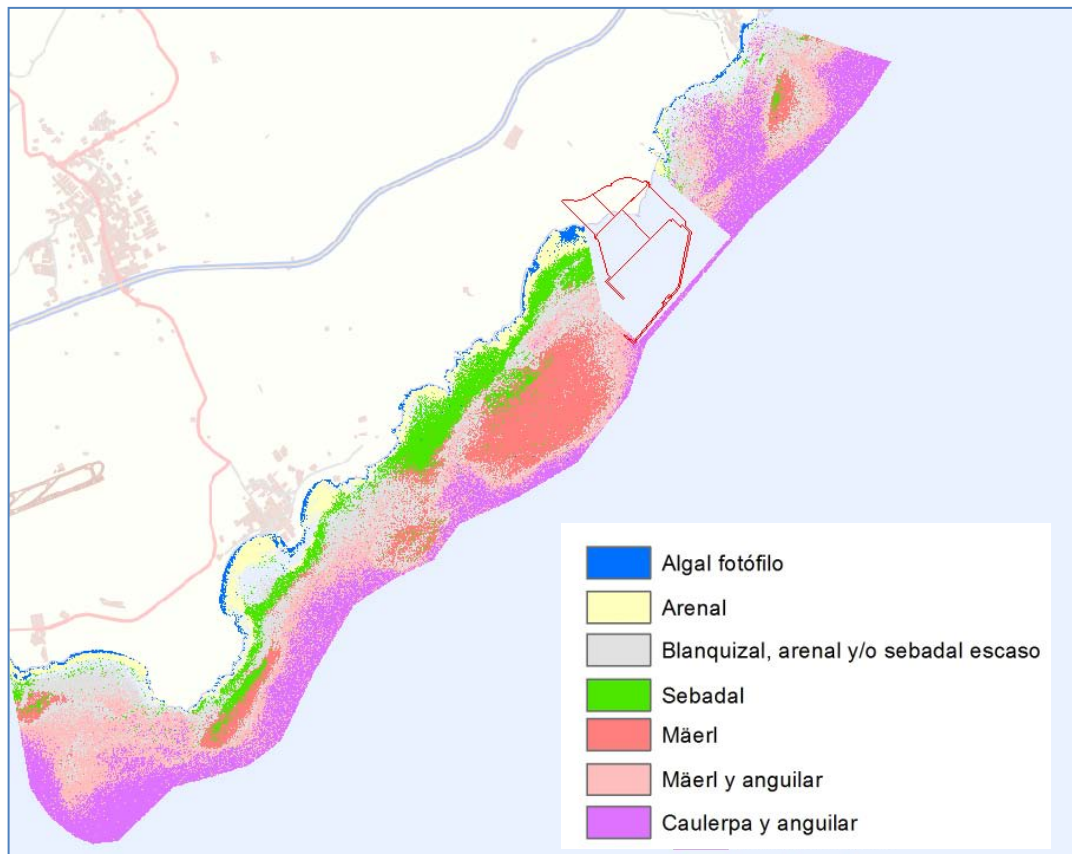 Algal fotófilo
Arenal
Blanquizal, arenal y/o sebadal escaso
Sebadal
Mäerl
Mäerl y anguilar
Caulerpa y anguilar